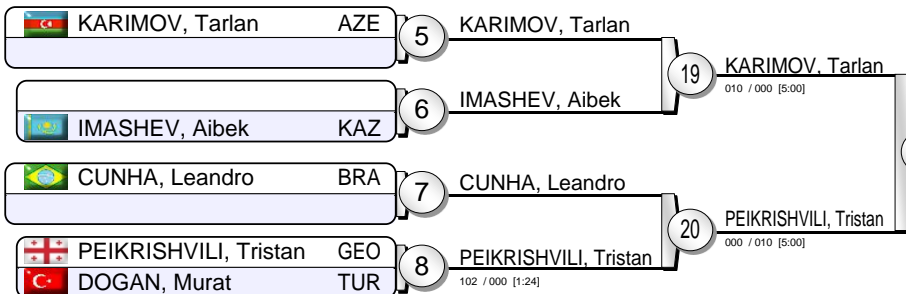 KARIMOV, Tarlan AZE
5
KARIMOV, Tarlan
19
KARIMOV, Tarlan
010 / 000 [5:00]
6
IMASHEV, Aibek
IMASHEV, Aibek KAZ
CUNHA, Leandro BRA
7
CUNHA, Leandro
20
PEIKRISHVILI, Tristan
000 / 010 [5:00]
PEIKRISHVILI, Tristan GEO
8
PEIKRISHVILI, Tristan
102 / 000 [1:24]
DOGAN, Murat TUR